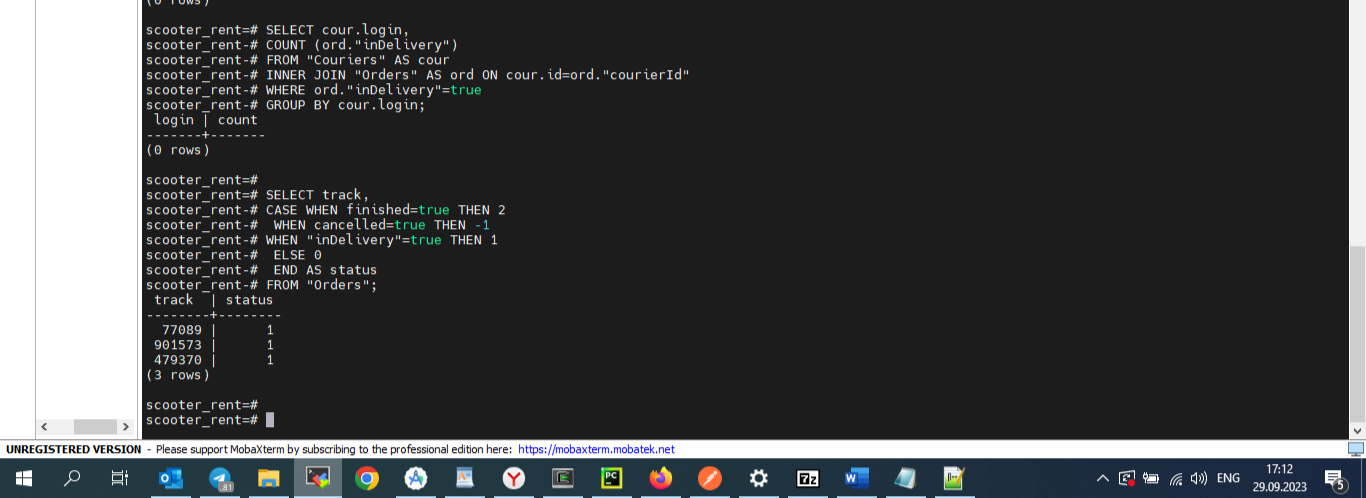 (0 rows)
scooter_rent=# SELECT cour.login,
scooter_rent-# COUNT (ord."inDelivery")
scooter_rent-# FROM "Couriers" AS cour
scooter_rent-# INNER JOIN "Orders" AS ord ON cour.id=ord."courierId"
scooter_rent-# WHERE ord."inDelivery"=true
scooter_rent-# GROUP BY cour.login;
login | count
-------+-------
(0 rows)
scooter_rent=#
scooter_rent=# SELECT track,
scooter_rent-# CASE WHEN finished=true THEN 2
scooter_rent-#  WHEN cancelled=true THEN -1
scooter_rent-# WHEN "inDelivery"=true THEN 1
scooter_rent-#  ELSE 0
scooter_rent-#  END AS status
scooter_rent-# FROM "Orders";
track | status
--------+--------
77089 | 1
901573 | 1
479370 | 1
(3 rows)
scooter_rent=#
scooter_rent=#
UNREGISTERED VERSION - Please support MobaXterm by subscribing to the professional edition here: https://mobaxterm.mobatek.net
81
PC
7z
ENG
17:12
29.09.2023
5